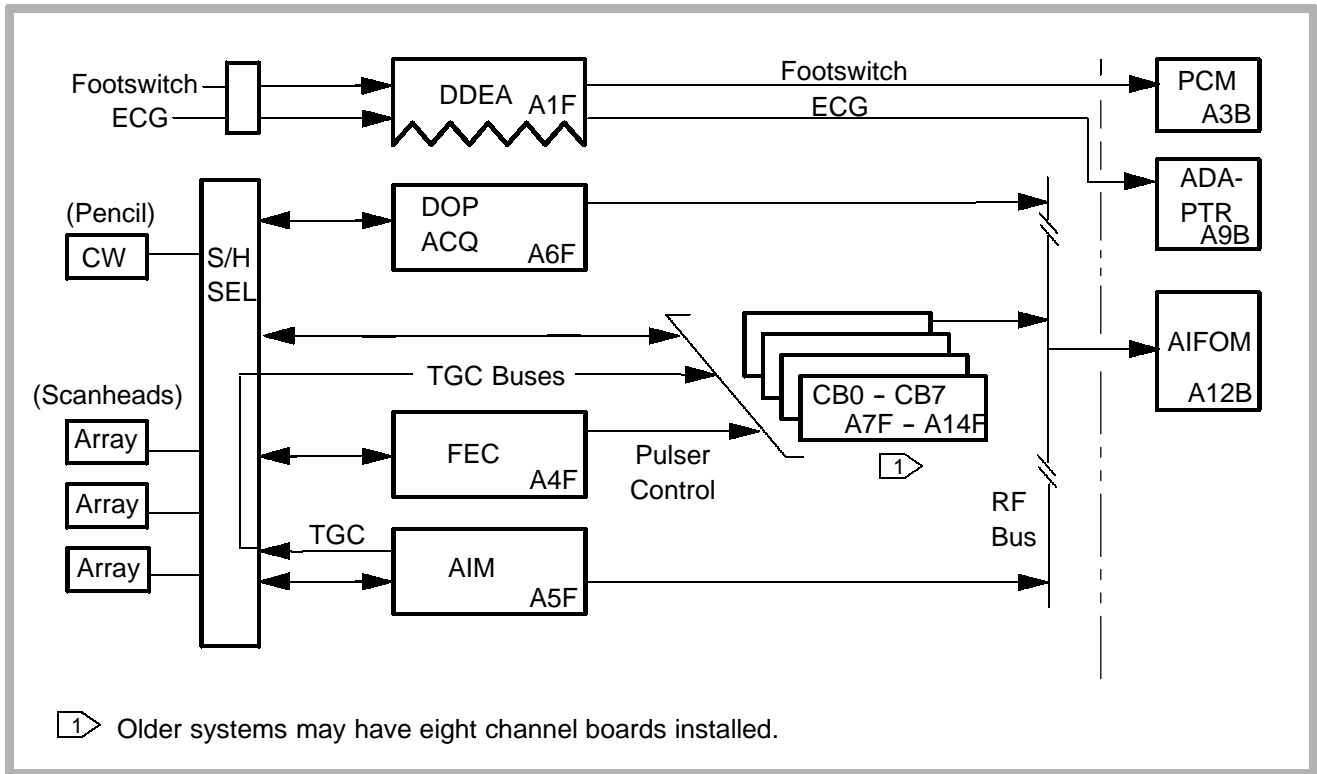 Footswitch
ECG
DDEA
A1F
Footswitch
ECG
PCM
A3B
ADA-
PTR
A9B
(Pencil)
CW
S/H
SEL
DOP
ACQ
A6F
AIFOM
A12B
TGC Buses
CB0 - CB7
A7F - A14F
1
(Scanheads)
Array
Array
Array
FEC
A4F
Pulser
Control
RF
Bus
TGC
AIM
A5F
1 Older systems may have eight channel boards installed.